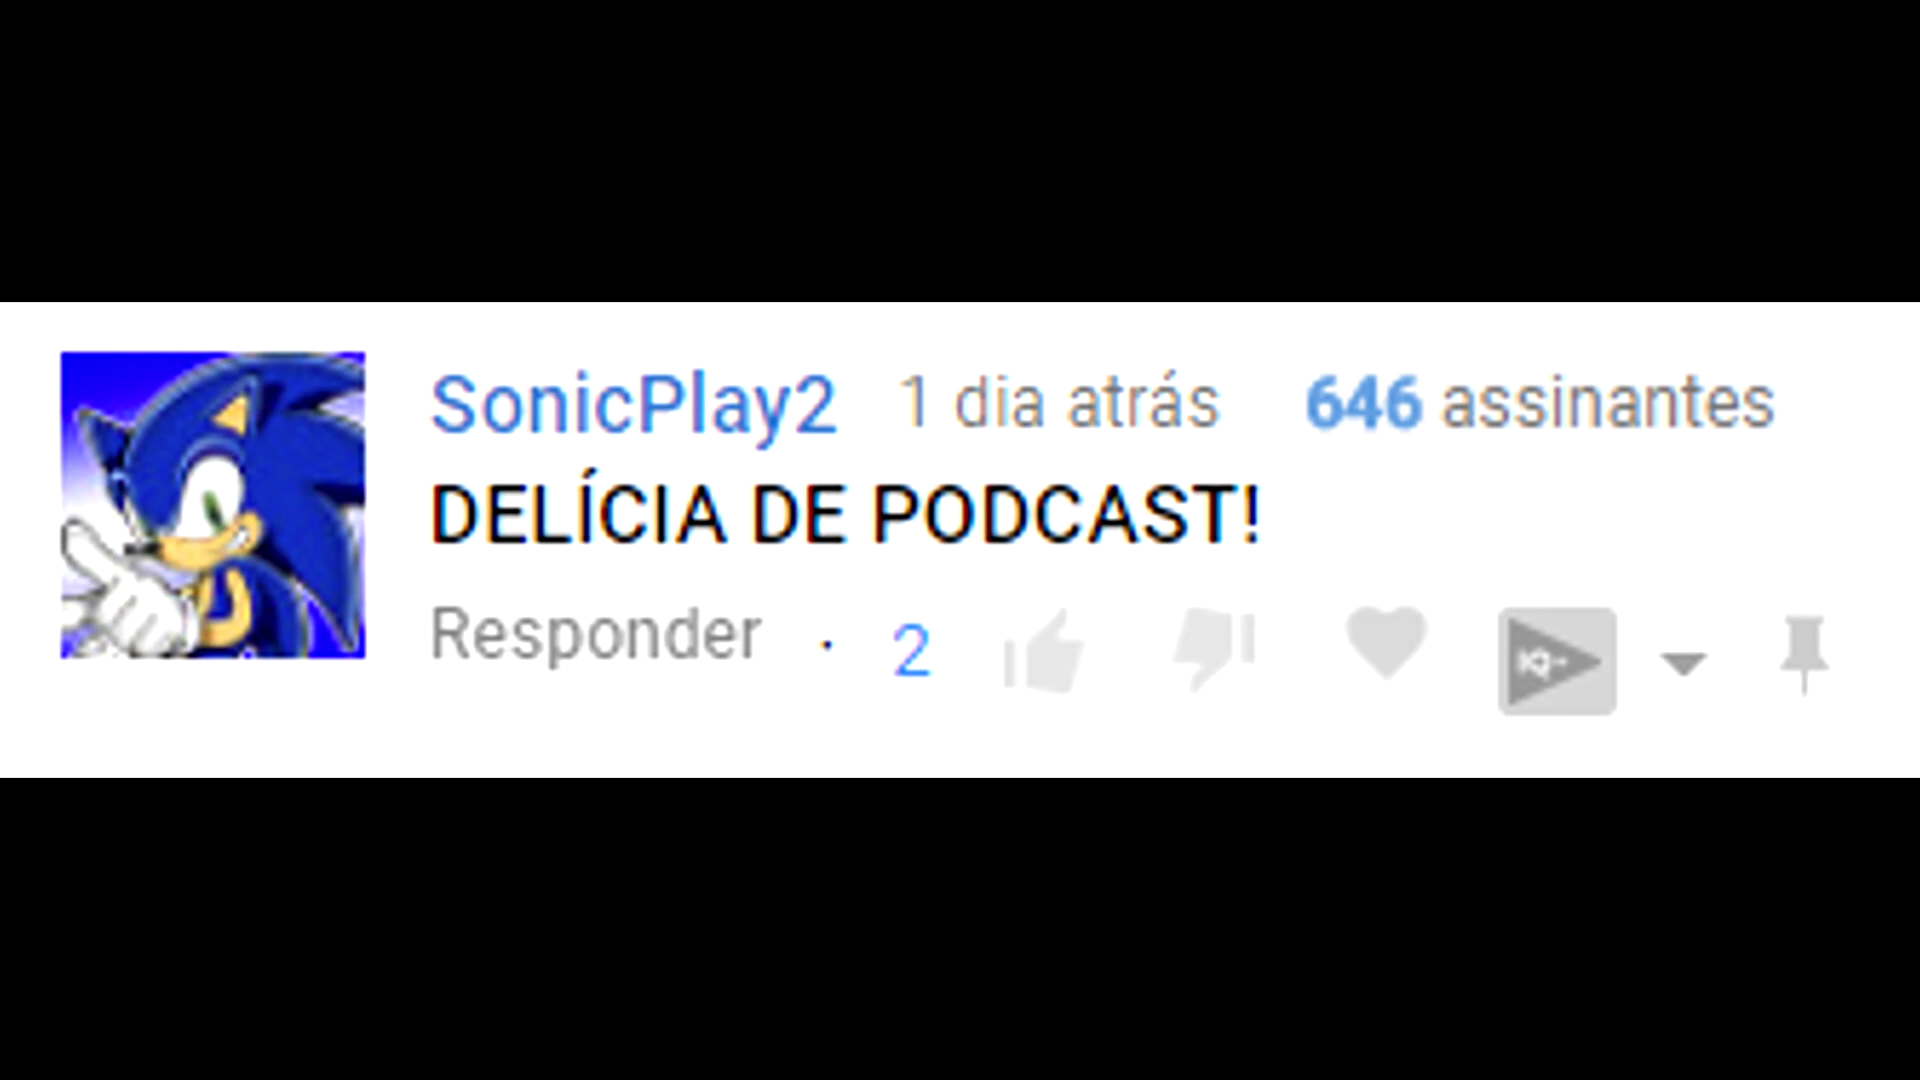 SonicPlay2 1 dia atrás 646 assinantes
DELÍCIA DE PODCAST!
Responder · 2